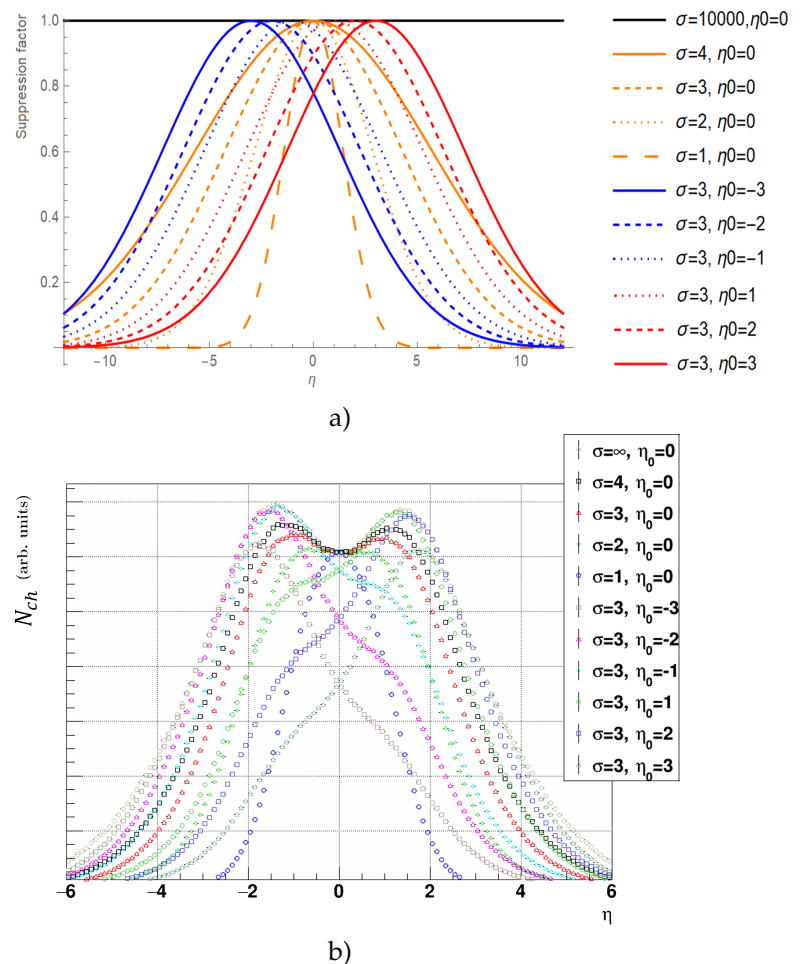 Suppression factor
1.0
0.8
0.6
0.4
0.2
−10
−5
0
5
10
η
σ=10000,η0=0
σ=4, η0=0
σ=3, η0=0
σ=2, η0=0
σ=1, η0=0
σ=3, η0=−3
σ=3, η0=−2
σ=3, η0=−1
σ=3, η0=1
σ=3, η0=2
σ=3, η0=3
a)
N_ch (arb. units)
σ=∞, η₀=0
σ=4, η₀=0
σ=3, η₀=0
σ=2, η₀=0
σ=1, η₀=0
σ=3, η₀=-3
σ=3, η₀=-2
σ=3, η₀=-1
σ=3, η₀=1
σ=3, η₀=2
σ=3, η₀=3
−6
−4
−2
0
2
4
6
η
b)